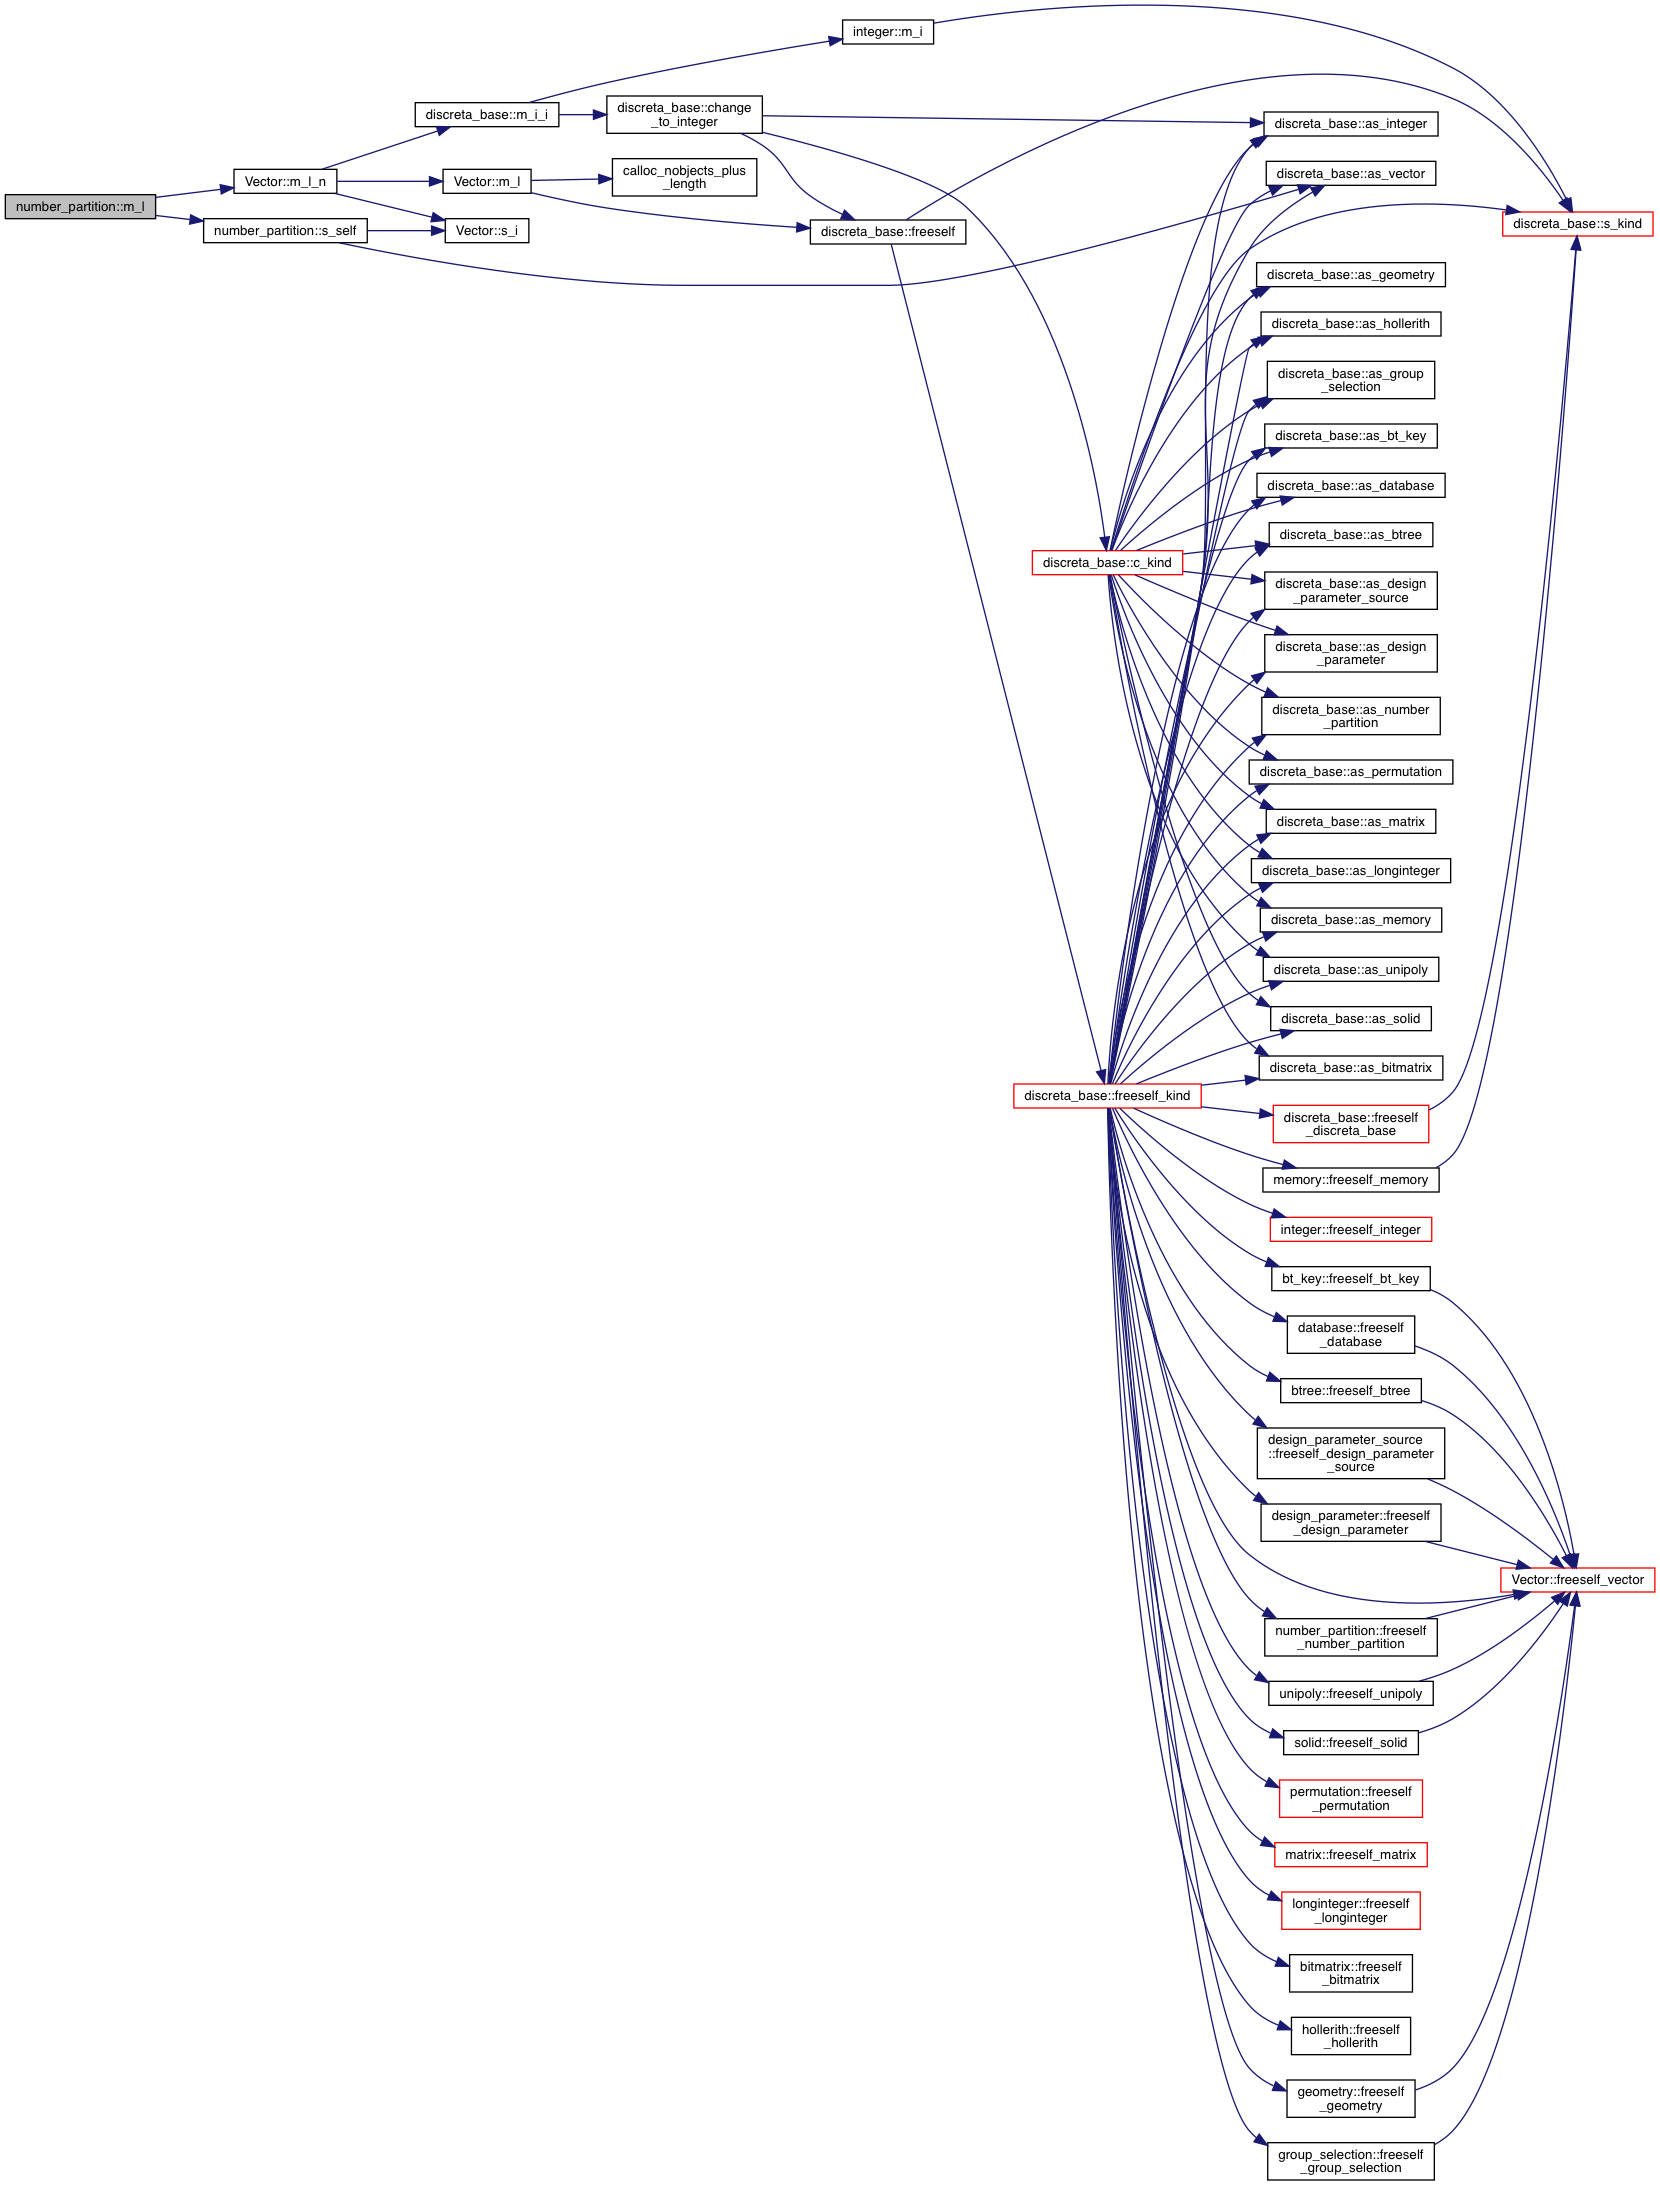 number_partition::m_l
Vector::m_l_n
number_partition::s_self
discreta_base::m_i_i
Vector::m_l
Vector::s_i
discreta_base::change
_to_integer
calloc_nobjects_plus
_length
integer::m_i
discreta_base::freeself
discreta_base::c_kind
discreta_base::freeself_kind
discreta_base::as_integer
discreta_base::as_vector
discreta_base::s_kind
discreta_base::as_geometry
discreta_base::as_hollerith
discreta_base::as_group
_selection
discreta_base::as_bt_key
discreta_base::as_database
discreta_base::as_btree
discreta_base::as_design
_parameter_source
discreta_base::as_design
_parameter
discreta_base::as_number
_partition
discreta_base::as_permutation
discreta_base::as_matrix
discreta_base::as_longinteger
discreta_base::as_memory
discreta_base::as_unipoly
discreta_base::as_solid
discreta_base::as_bitmatrix
discreta_base::freeself
_discreta_base
memory::freeself_memory
integer::freeself_integer
bt_key::freeself_bt_key
database::freeself
_database
btree::freeself_btree
design_parameter_source
::freeself_design_parameter
_source
design_parameter::freeself
_design_parameter
Vector::freeself_vector
number_partition::freeself
_number_partition
unipoly::freeself_unipoly
solid::freeself_solid
permutation::freeself
_permutation
matrix::freeself_matrix
longinteger::freeself
_longinteger
bitmatrix::freeself
_bitmatrix
hollerith::freeself
_hollerith
geometry::freeself
_geometry
group_selection::freeself
_group_selection